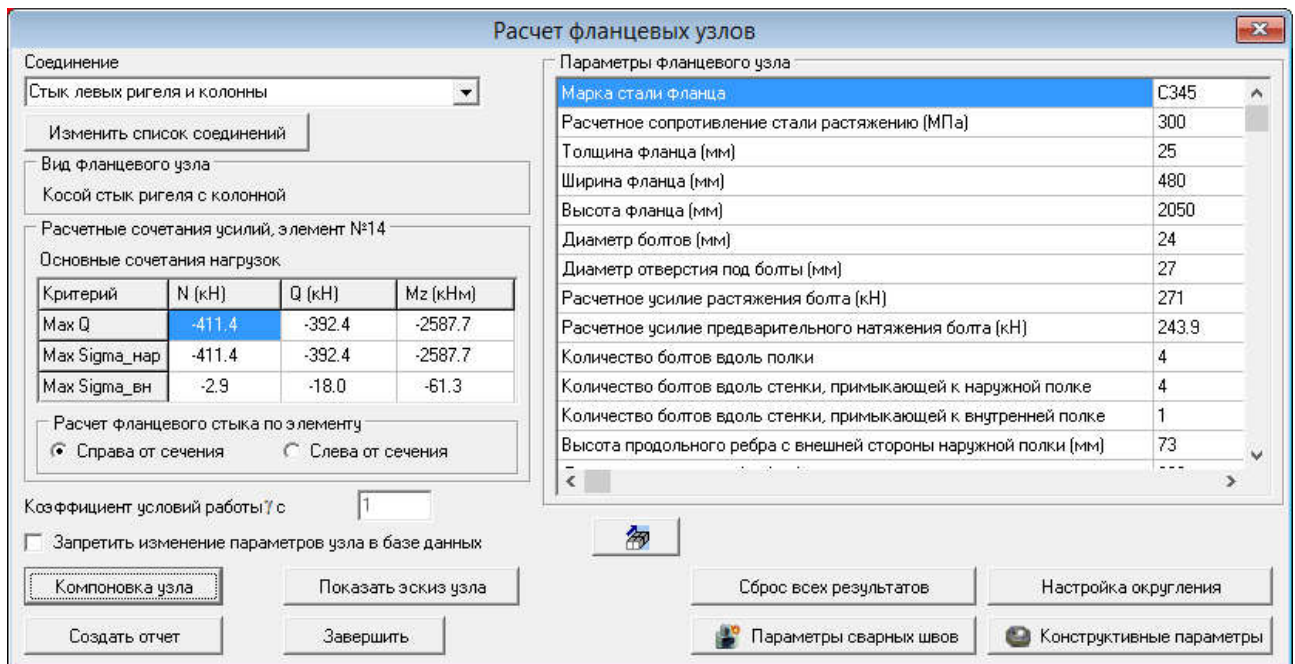 Расчет фланцевых узлов
Соединение
Стык левых ригеля и колонны
Изменить список соединений
Вид фланцевого узла
Косой стык ригеля с колонной
Расчетные сочетания усилий, элемент №14
Основные сочетания нагрузок
Критерий N (кН) Q (кН) Mz (кНм)
Max Q -411.4 -392.4 -2587.7
Max Sigma_нар -411.4 -392.4 -2587.7
Max Sigma_вн -2.9 -18.0 -61.3
Расчет фланцевого стыка по элементу
Справа от сечения Слева от сечения
Коэффициент условий работы γ с 1
Запретить изменение параметров узла в базе данных
Компоновка узла Показать эскиз узла
Создать отчет Завершить
Параметры фланцевого узла
Марка стали фланца С345
Расчетное сопротивление стали растяжению (МПа) 300
Толщина фланца (мм) 25
Ширина фланца (мм) 480
Высота фланца (мм) 2050
Диаметр болтов (мм) 24
Диаметр отверстия под болты (мм) 27
Расчетное усилие растяжения болта (кН) 271
Расчетное усилие предварительного натяжения болта (кН) 243.9
Количество болтов вдоль полки 4
Количество болтов вдоль стенки, примыкающей к наружной полке 4
Количество болтов вдоль стенки, примыкающей к внутренней полке 1
Высота продольного ребра с внешней стороны наружной полки (мм) 73
Сброс всех результатов Настройка округления
Параметры сварных швов Конструктивные параметры